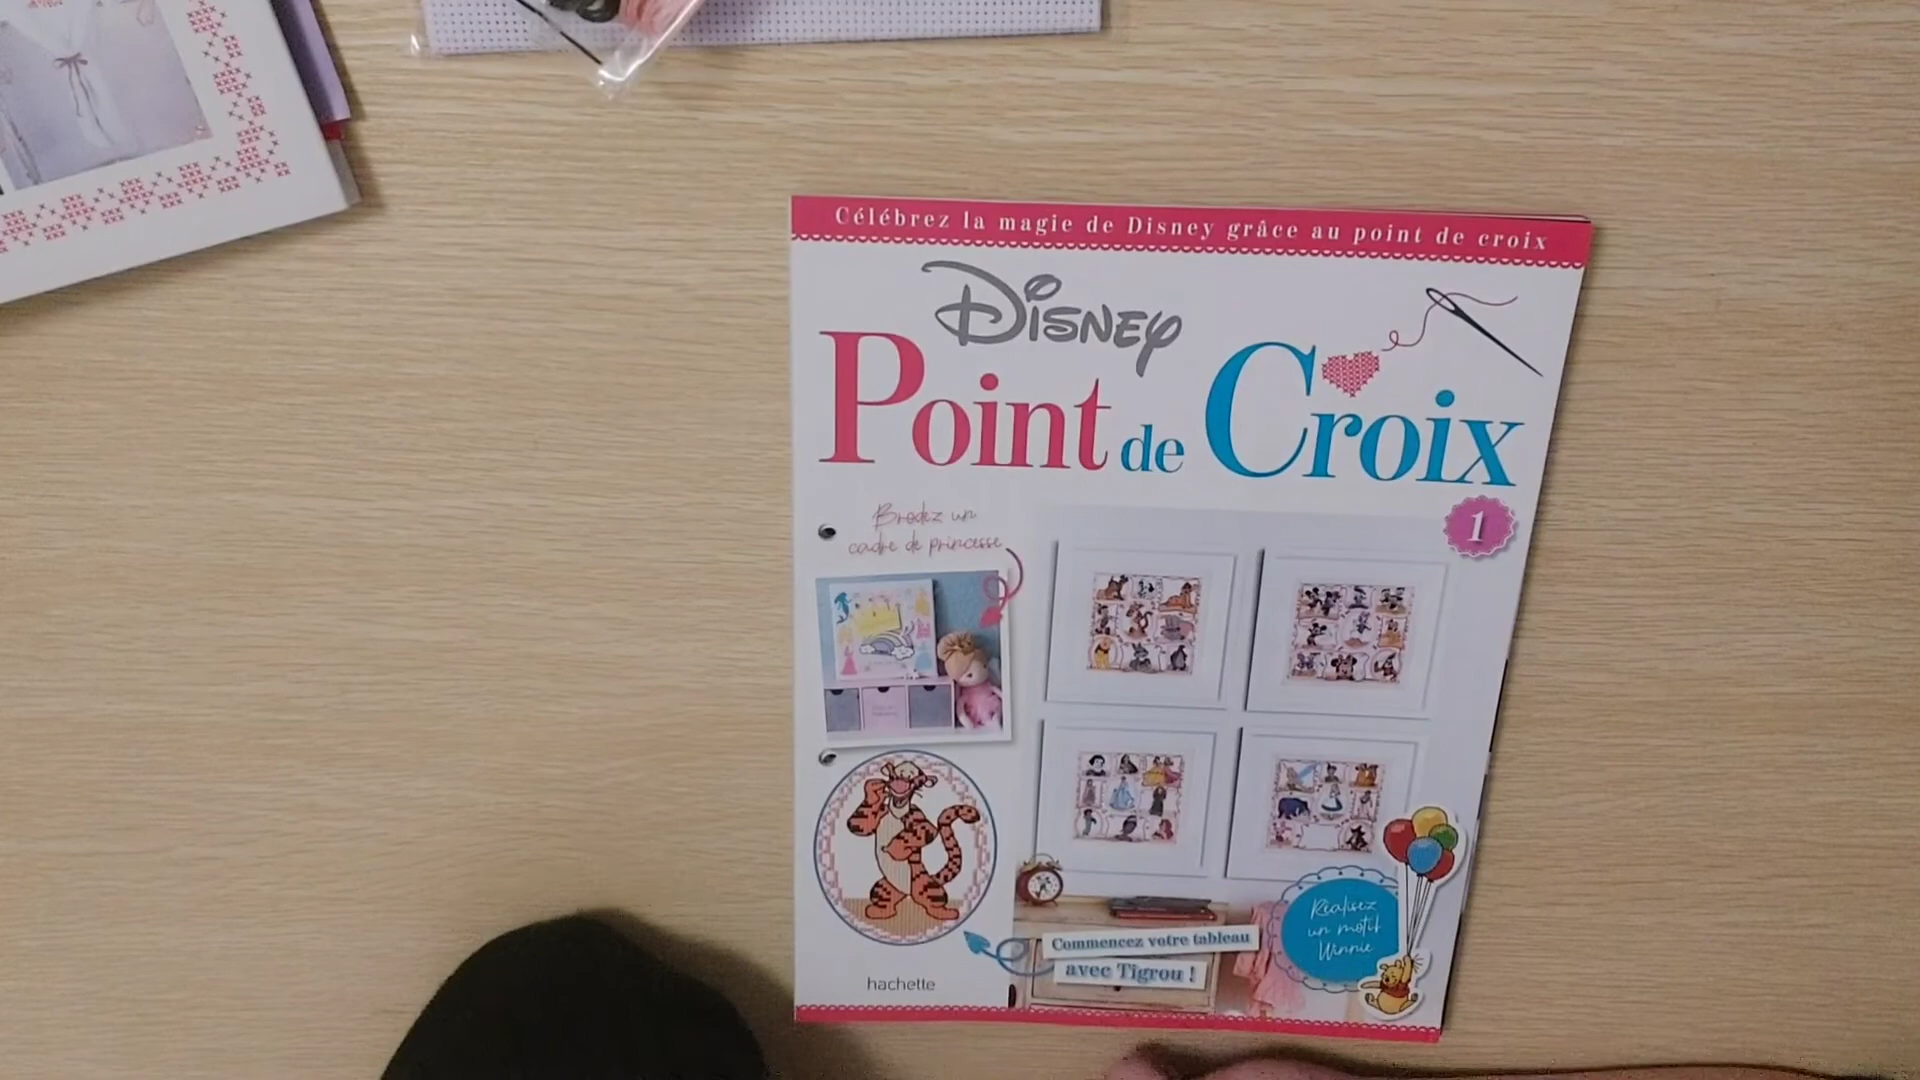 Célébrez la magie de Disney grâce au point de croix
Disney
Point de Croix
1
Brodez un
cadre de princesse
Réalisez
un motif
Winnie
Commencez votre tableau
avec Tigrou !
hachette